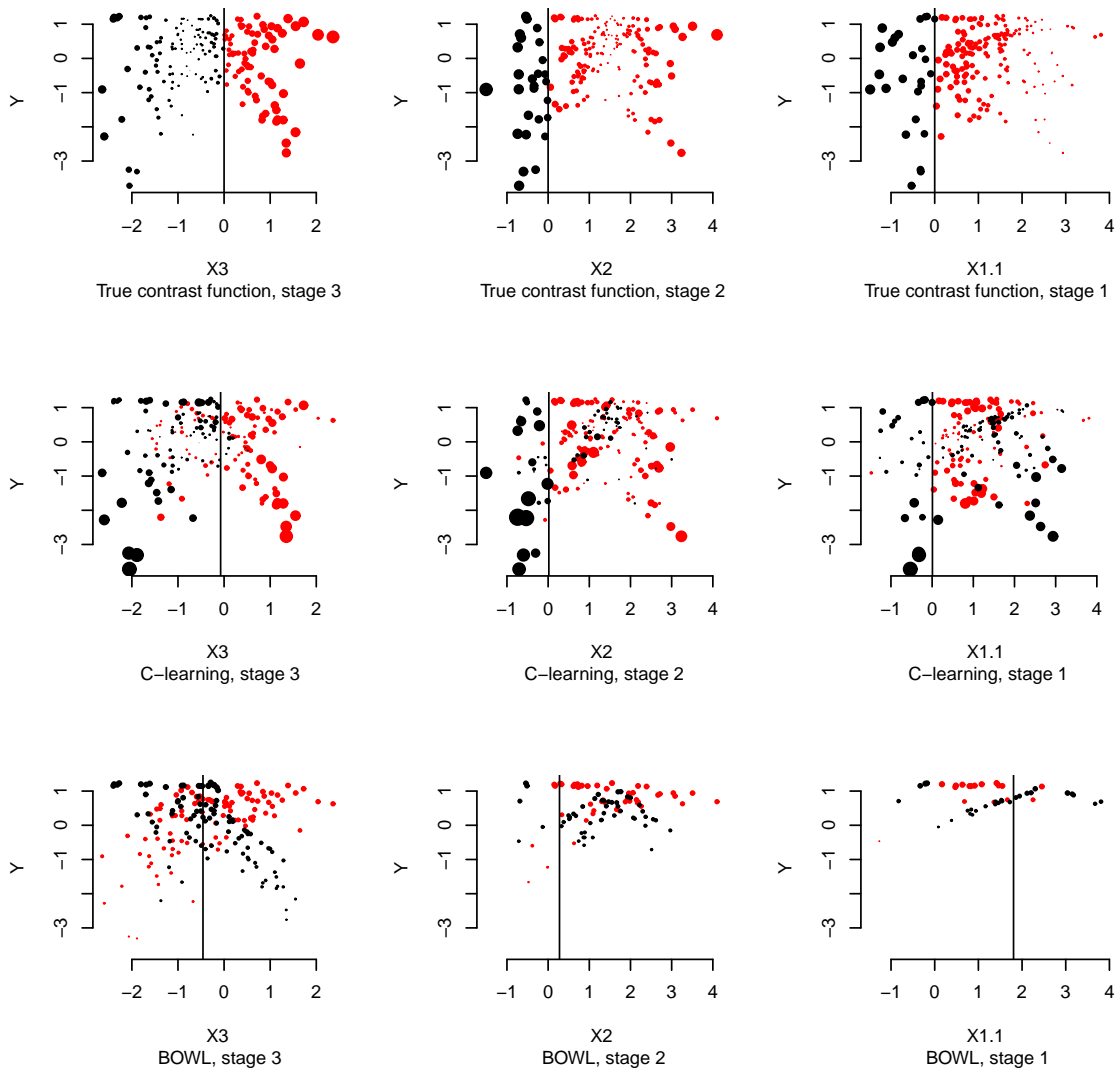 1
0
−1
−3
Y
−2 −1 0 1 2
X3
True contrast function, stage 3
1
0
−1
−3
Y
−1 0 1 2 3 4
X2
True contrast function, stage 2
1
0
−1
−3
Y
−1 0 1 2 3 4
X1.1
True contrast function, stage 1
1
0
−1
−3
Y
−2 −1 0 1 2
X3
C−learning, stage 3
1
0
−1
−3
Y
−1 0 1 2 3 4
X2
C−learning, stage 2
1
0
−1
−3
Y
−1 0 1 2 3 4
X1.1
C−learning, stage 1
1
0
−1
−3
Y
−2 −1 0 1 2
X3
BOWL, stage 3
1
0
−1
−3
Y
−1 0 1 2 3 4
X2
BOWL, stage 2
1
0
−1
−3
Y
−1 0 1 2 3 4
X1.1
BOWL, stage 1